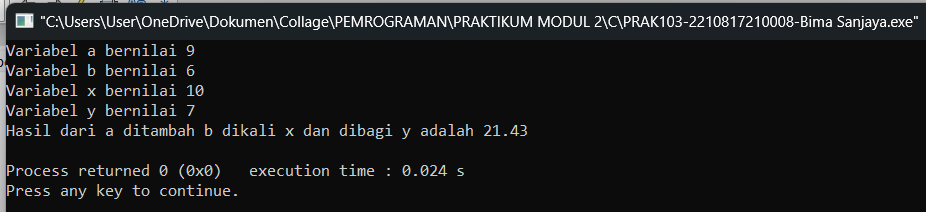 "C:\Users\User\OneDrive\Dokumen\Collage\PEMROGRAMAN\PRAKTIKUM MODUL 2\C\PRAK103-2210817210008-Bima Sanjaya.exe"
Variabel a bernilai 9
Variabel b bernilai 6
Variabel x bernilai 10
Variabel y bernilai 7
Hasil dari a ditambah b dikali x dan dibagi y adalah 21.43
Process returned 0 (0x0)   execution time : 0.024 s
Press any key to continue.